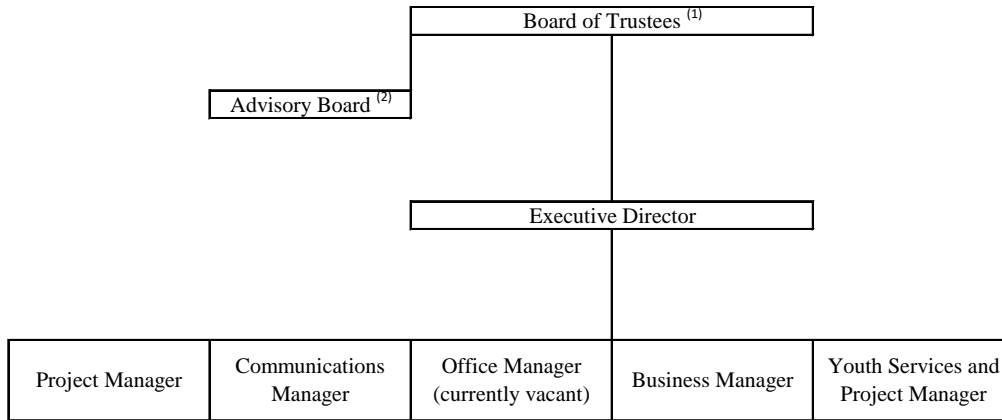 Board of Trustees (1)
Advisory Board (2)
Executive Director
Project Manager
Communications
Manager
Office Manager
(currently vacant)
Business Manager
Youth Services and
Project Manager